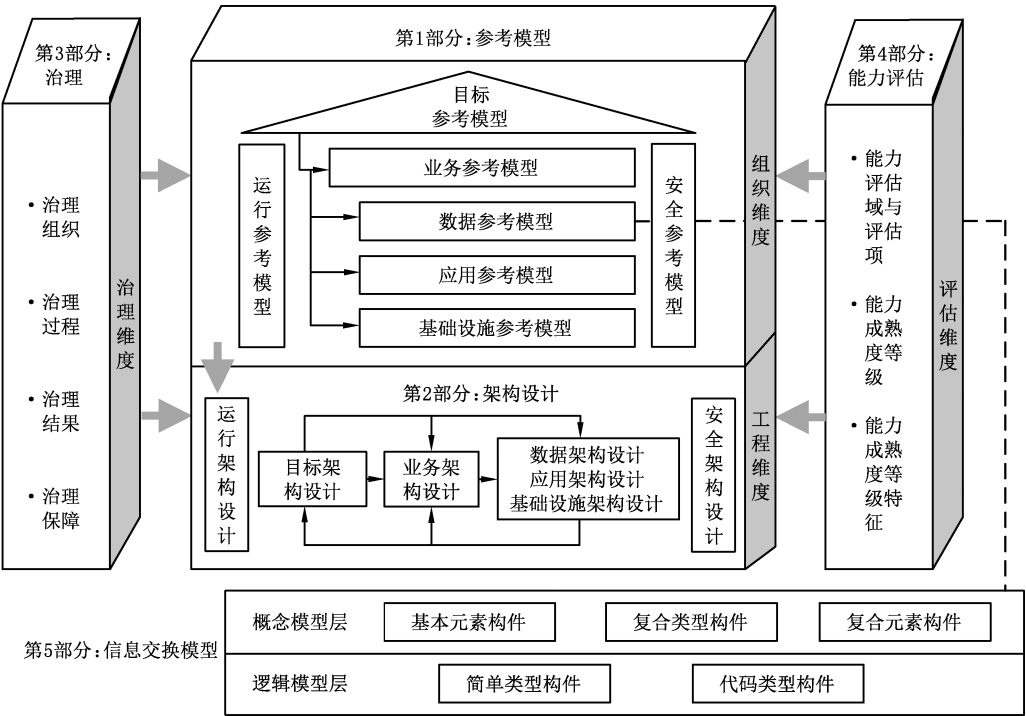 第3部分:
治理
• 治理
组织
• 治理
过程
• 治理
结果
• 治理
保障
治理维度
第1部分:参考模型
目标
参考模型
运行参考模型
业务参考模型
数据参考模型
应用参考模型
基础设施参考模型
安全参考模型
组织维度
第2部分:架构设计
运行架构设计
目标架
构设计
业务架
构设计
数据架构设计
应用架构设计
基础设施架构设计
安全架构设计
工程维度
第4部分:
能力评估
• 能力
评估
域与
评估
项
• 能力
成熟
度等
级
• 能力
成熟
度等
级特
征
评估维度
第5部分:信息交换模型
概念模型层
基本元素构件
复合类型构件
复合元素构件
逻辑模型层
简单类型构件
代码类型构件